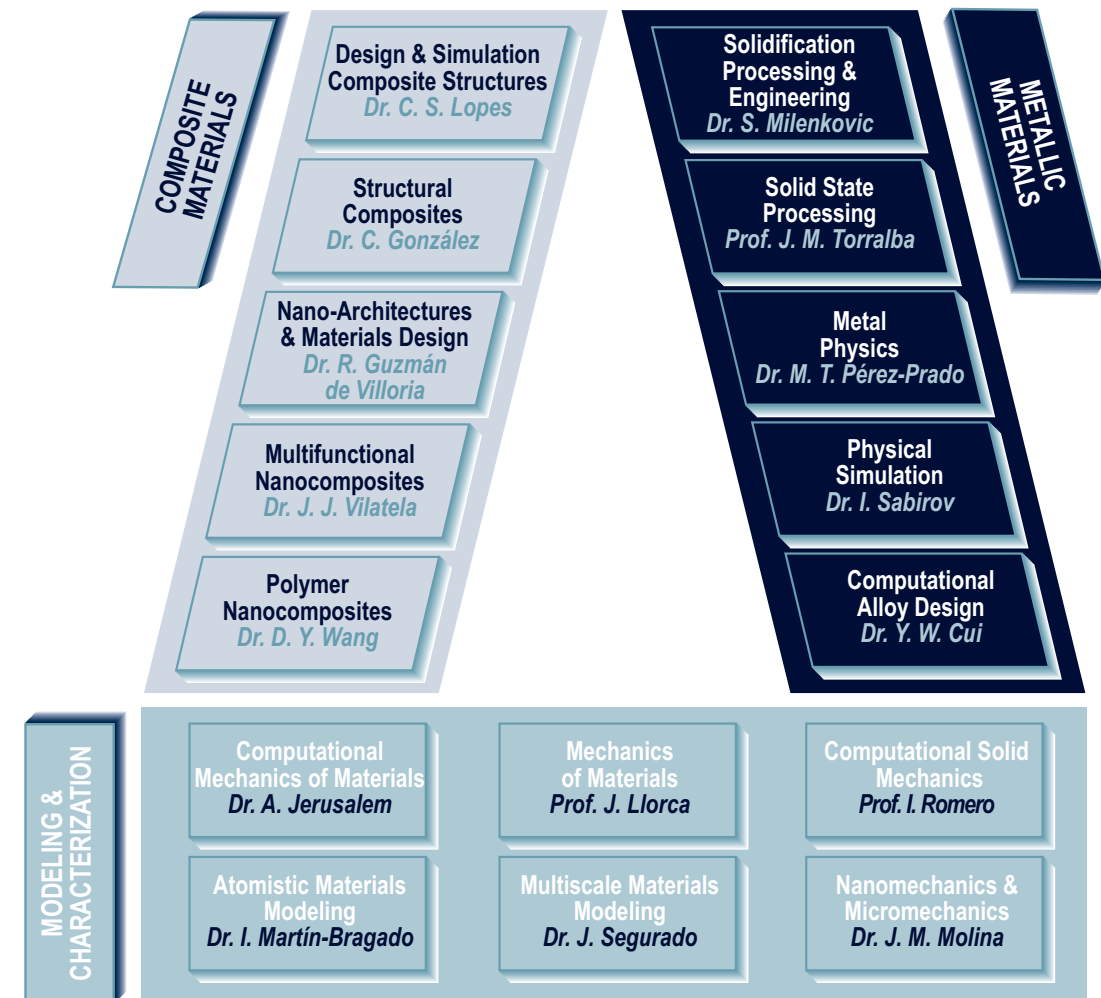 COMPOSITE
MATERIALS
Design & Simulation
Composite Structures
Dr. C. S. Lopes
Structural
Composites
Dr. C. González
Nano-Architectures
& Materials Design
Dr. R. Guzmán
de Villoria
Multifunctional
Nanocomposites
Dr. J. J. Vilatela
Polymer
Nanocomposites
Dr. D. Y. Wang
METALLIC
MATERIALS
Solidification
Processing &
Engineering
Dr. S. Milenkovic
Solid State
Processing
Prof. J. M. Torralba
Metal
Physics
Dr. M. T. Pérez-Prado
Physical
Simulation
Dr. I. Sabirov
Computational
Alloy Design
Dr. Y. W. Cui
MODELING &
CHARACTERIZATION
Computational
Mechanics of Materials
Dr. A. Jerusalem
Mechanics
of Materials
Prof. J. Llorca
Computational Solid
Mechanics
Prof. I. Romero
Atomistic Materials
Modeling
Dr. I. Martín-Bragado
Multiscale Materials
Modeling
Dr. J. Segurado
Nanomechanics &
Micromechanics
Dr. J. M. Molina